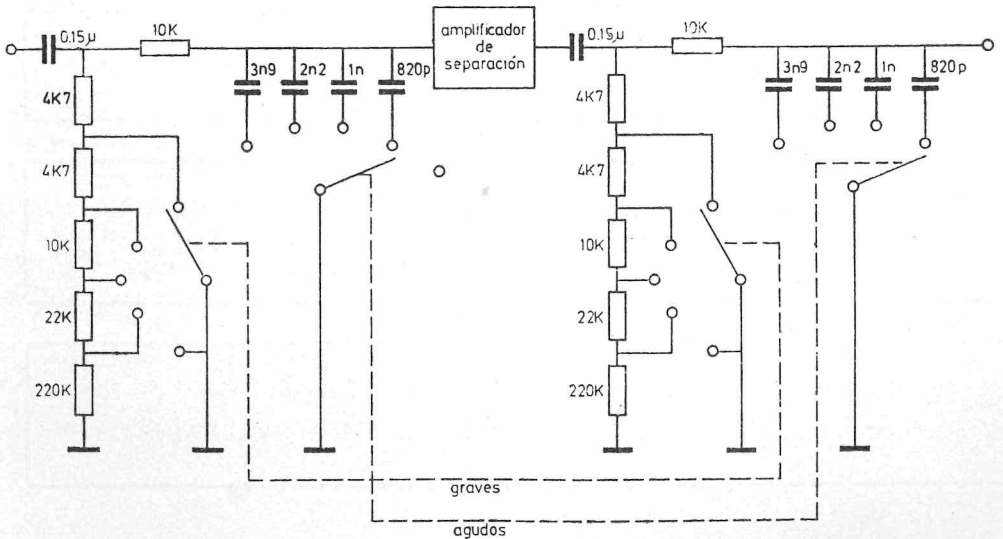 0.15µ
10K
amplificador
de
separación
0.15µ
10K
3n9
2n2
1n
820p
3n9
2n2
1n
820p
4K7
4K7
4K7
4K7
10K
10K
22K
22K
220K
220K
graves
agudos